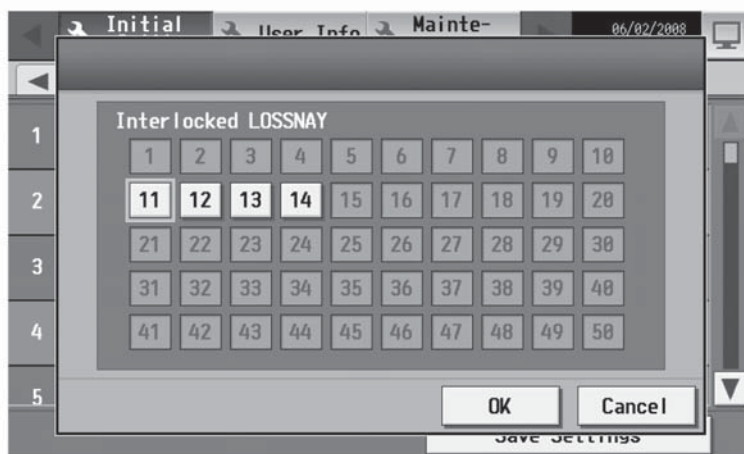 Initial
User Info
Mainte-
06/02/2008
Interlocked LOSSNAY
1 2 3 4 5 6 7 8 9 10
1
11 12 13 14 15 16 17 18 19 20
2
21 22 23 24 25 26 27 28 29 30
3
31 32 33 34 35 36 37 38 39 40
4
41 42 43 44 45 46 47 48 49 50
5
OK Cancel
Save Settings